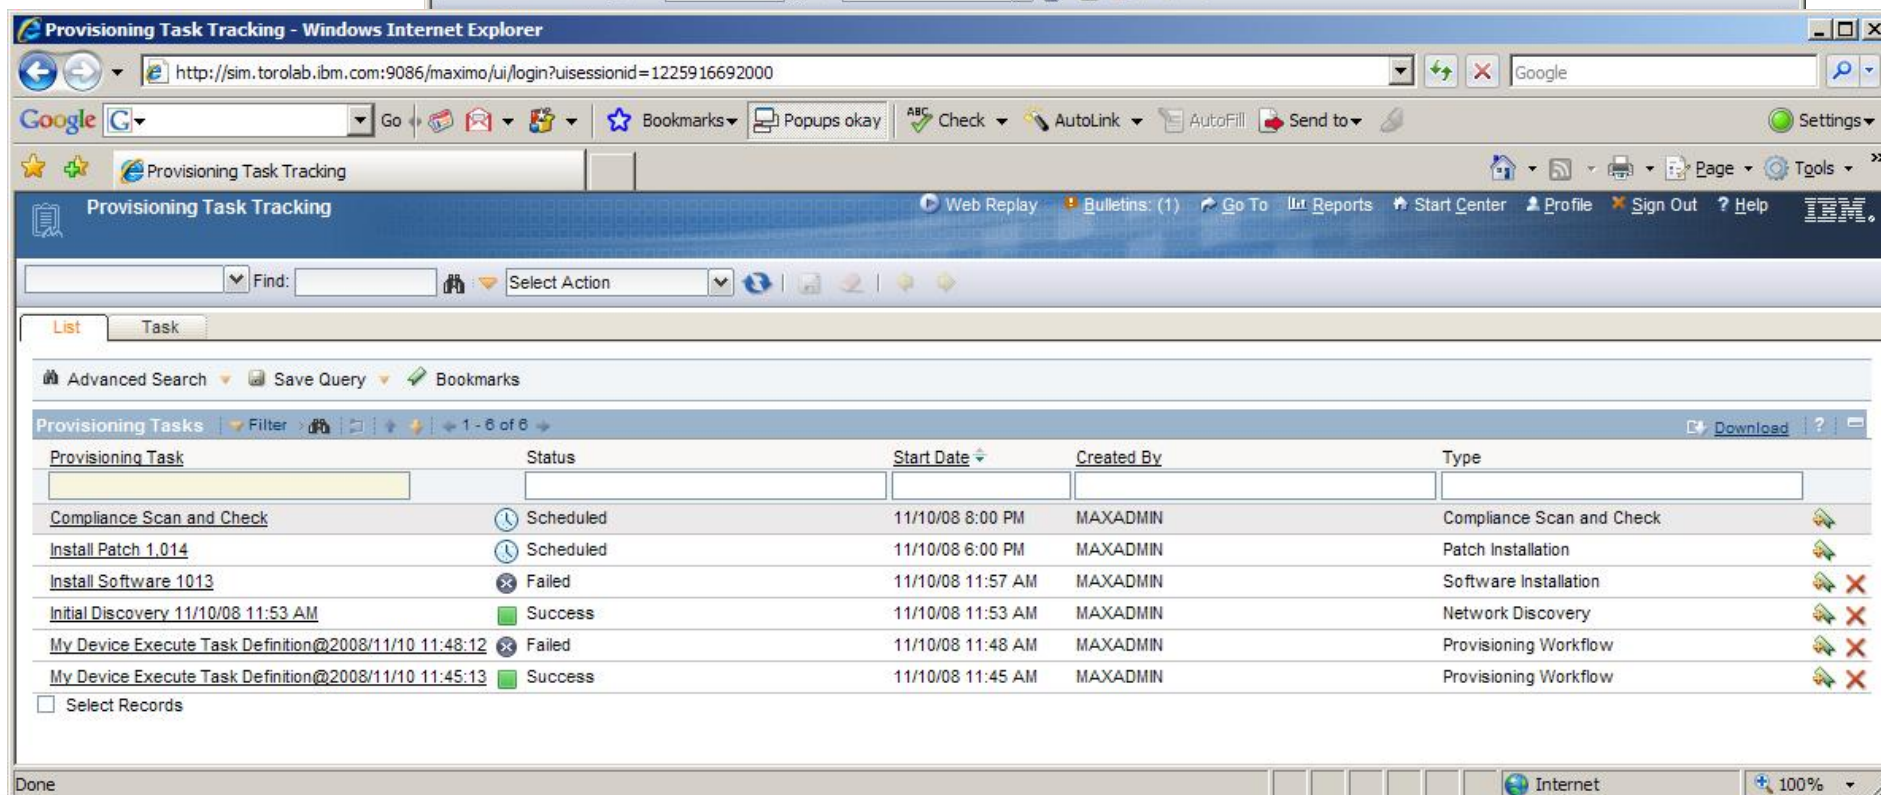 Provisioning Task Tracking - Windows Internet Explorer
http://sim.torolab.ibm.com:9086/maximo/ui/login?uisessionid=1225916692000 Google
Google G Go Bookmarks Popups okay ABC Check AutoLink AutoFill Send to Settings
Provisioning Task Tracking Page Tools »
Provisioning Task Tracking Web Replay Bulletins: (1) Go To Reports Start Center Profile Sign Out ? Help IBM.
Find: Select Action
List Task
Advanced Search Save Query Bookmarks
Provisioning Tasks Filter 1 - 6 of 6 Download ?
Provisioning Task Status Start Date Created By Type
Compliance Scan and Check Scheduled 11/10/08 8:00 PM MAXADMIN Compliance Scan and Check
Install Patch 1,014 Scheduled 11/10/08 6:00 PM MAXADMIN Patch Installation
Install Software 1013 Failed 11/10/08 11:57 AM MAXADMIN Software Installation
Initial Discovery 11/10/08 11:53 AM Success 11/10/08 11:53 AM MAXADMIN Network Discovery
My Device Execute Task Definition@2008/11/10 11:48:12 Failed 11/10/08 11:48 AM MAXADMIN Provisioning Workflow
My Device Execute Task Definition@2008/11/10 11:45:13 Success 11/10/08 11:45 AM MAXADMIN Provisioning Workflow
Select Records
Done Internet 100%